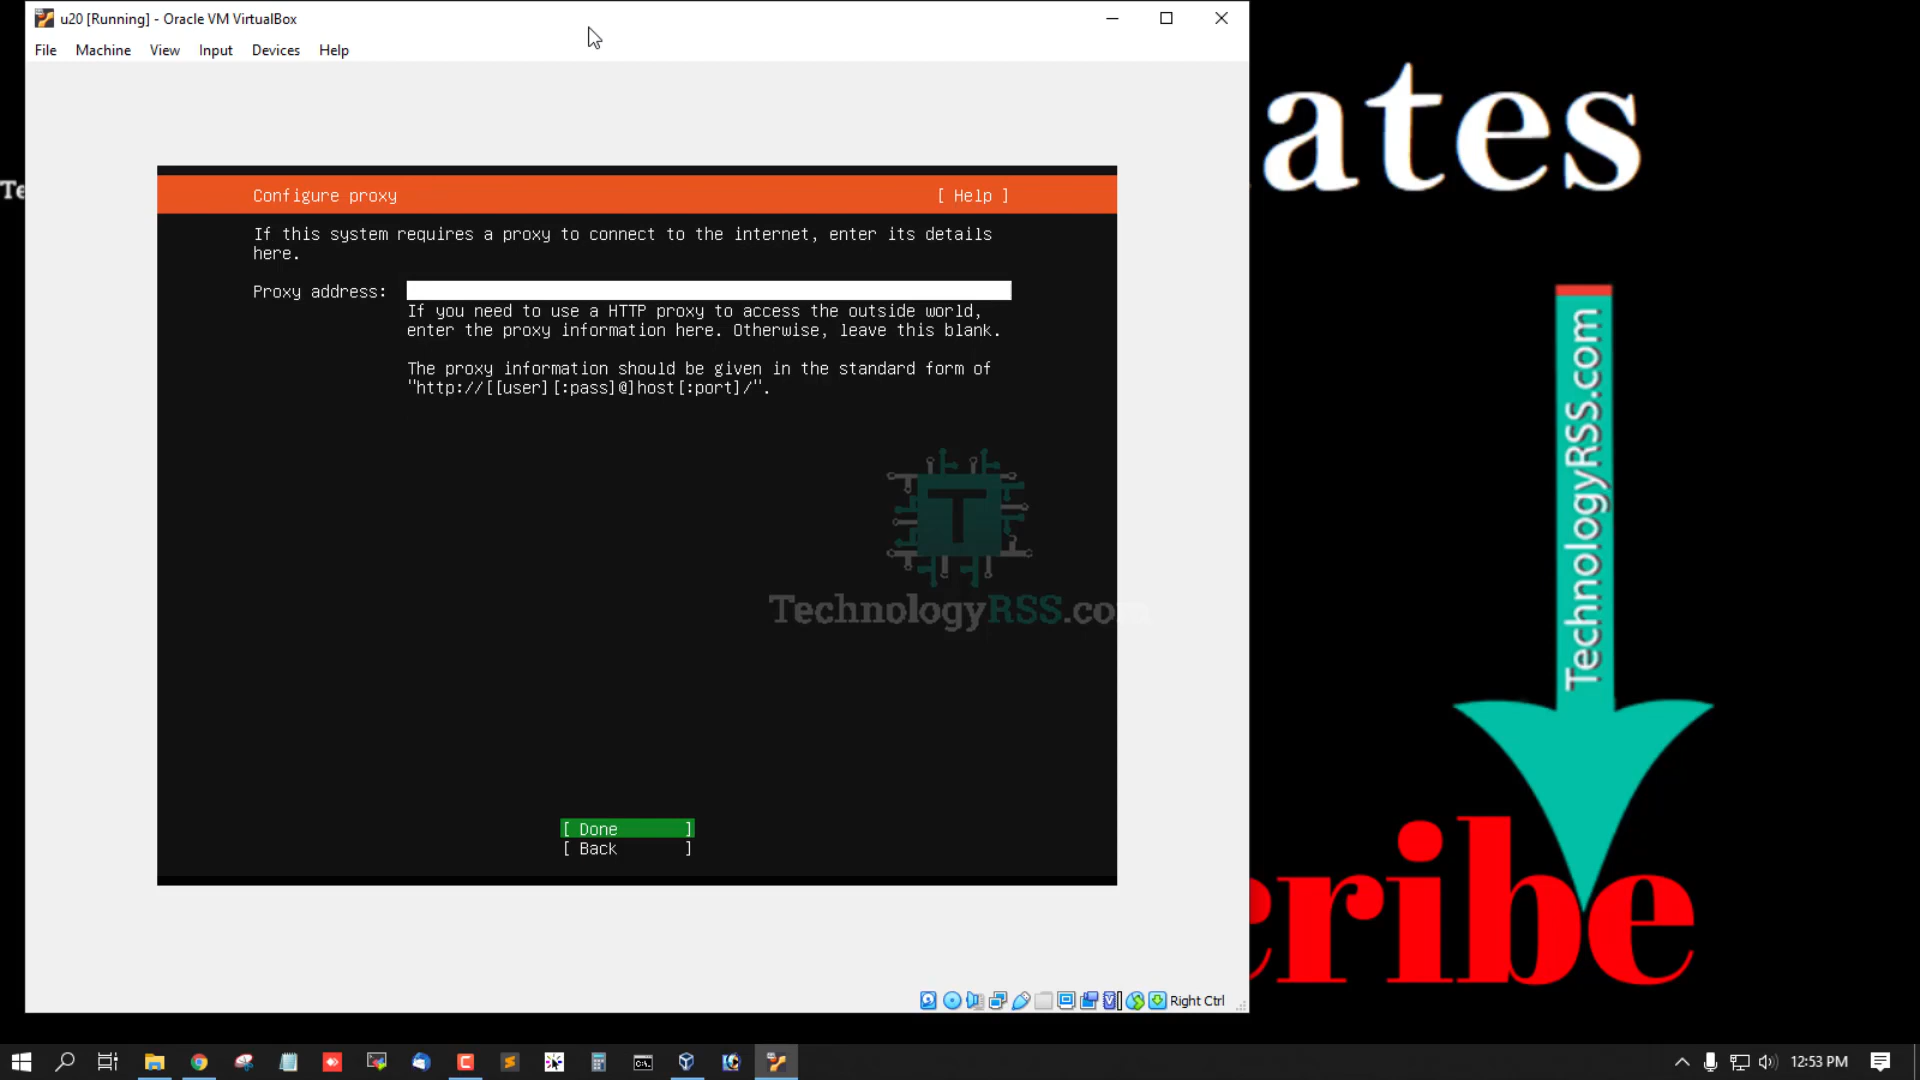 u20 [Running] - Oracle VM VirtualBox
File Machine View Input Devices Help
ates
Te
Configure proxy [ Help ]
If this system requires a proxy to connect to the internet, enter its details
here.
Proxy address:
If you need to use a HTTP proxy to access the outside world,
enter the proxy information here. Otherwise, leave this blank.
The proxy information should be given in the standard form of
"http://[[user][:pass]@]host[:port]/".
TechnologyRSS.com
T
TechnologyRSS.com
[ Done ]
[ Back ]
cribe
Right Ctrl
12:53 PM